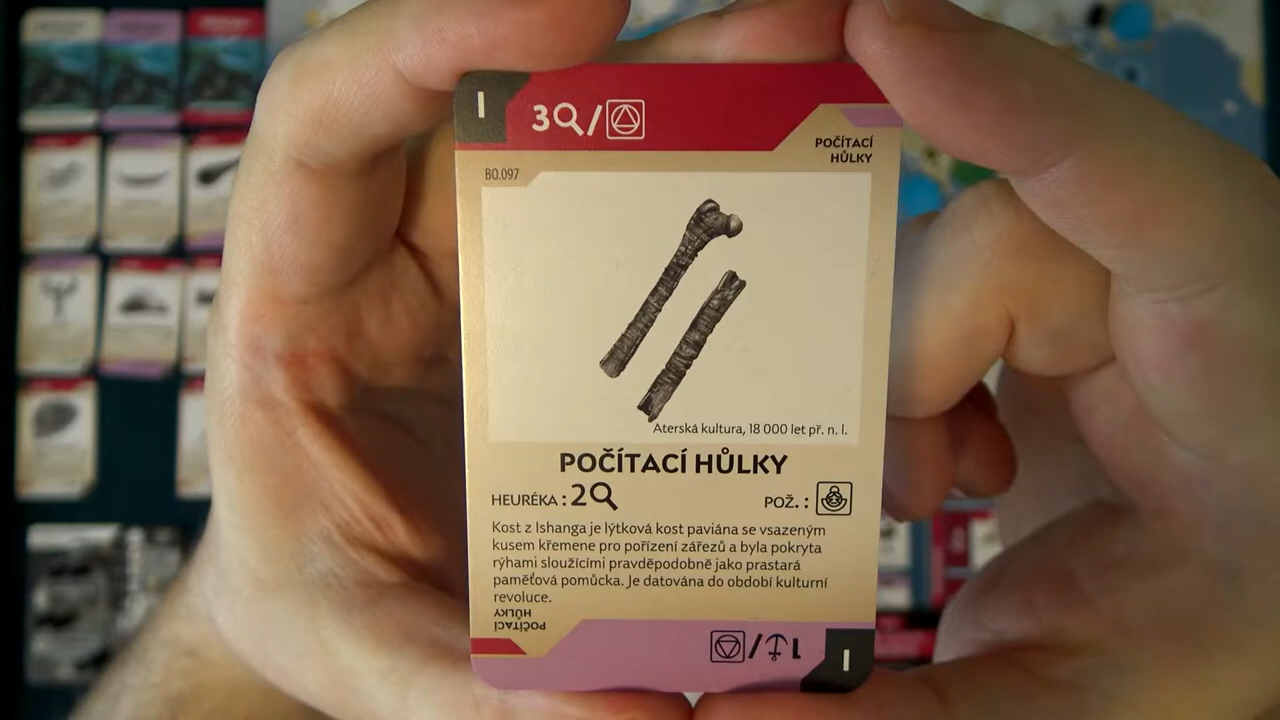 I
3
/
POČÍTACÍ
HŮLKY
BO.097
Aterská kultura, 18 000 let př. n. l.
POČÍTACÍ HŮLKY
HEURÉKA : 2
POŽ. :
Kost z Ishanga je lýtková kost paviána se vsazeným
kusem křemene pro pořízení zářezů a byla pokryta
rýhami sloužícími pravděpodobně jako prastará
paměťová pomůcka. Je datována do období kulturní
revoluce.
POČÍTACÍ
HŮLKY
1
/
I